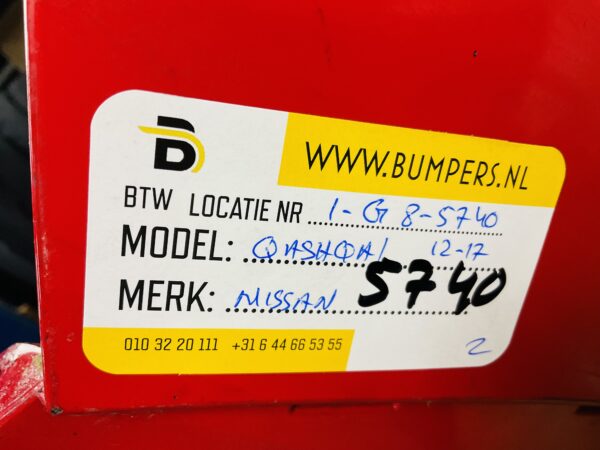 B
WWW.BUMPERS.NL
BTW LOCATIE NR 1-G 8-5740
MODEL: QASHQAI 12-17
MERK: NISSAN 5740
010 32 20 111 +31 6 44 66 53 55
2